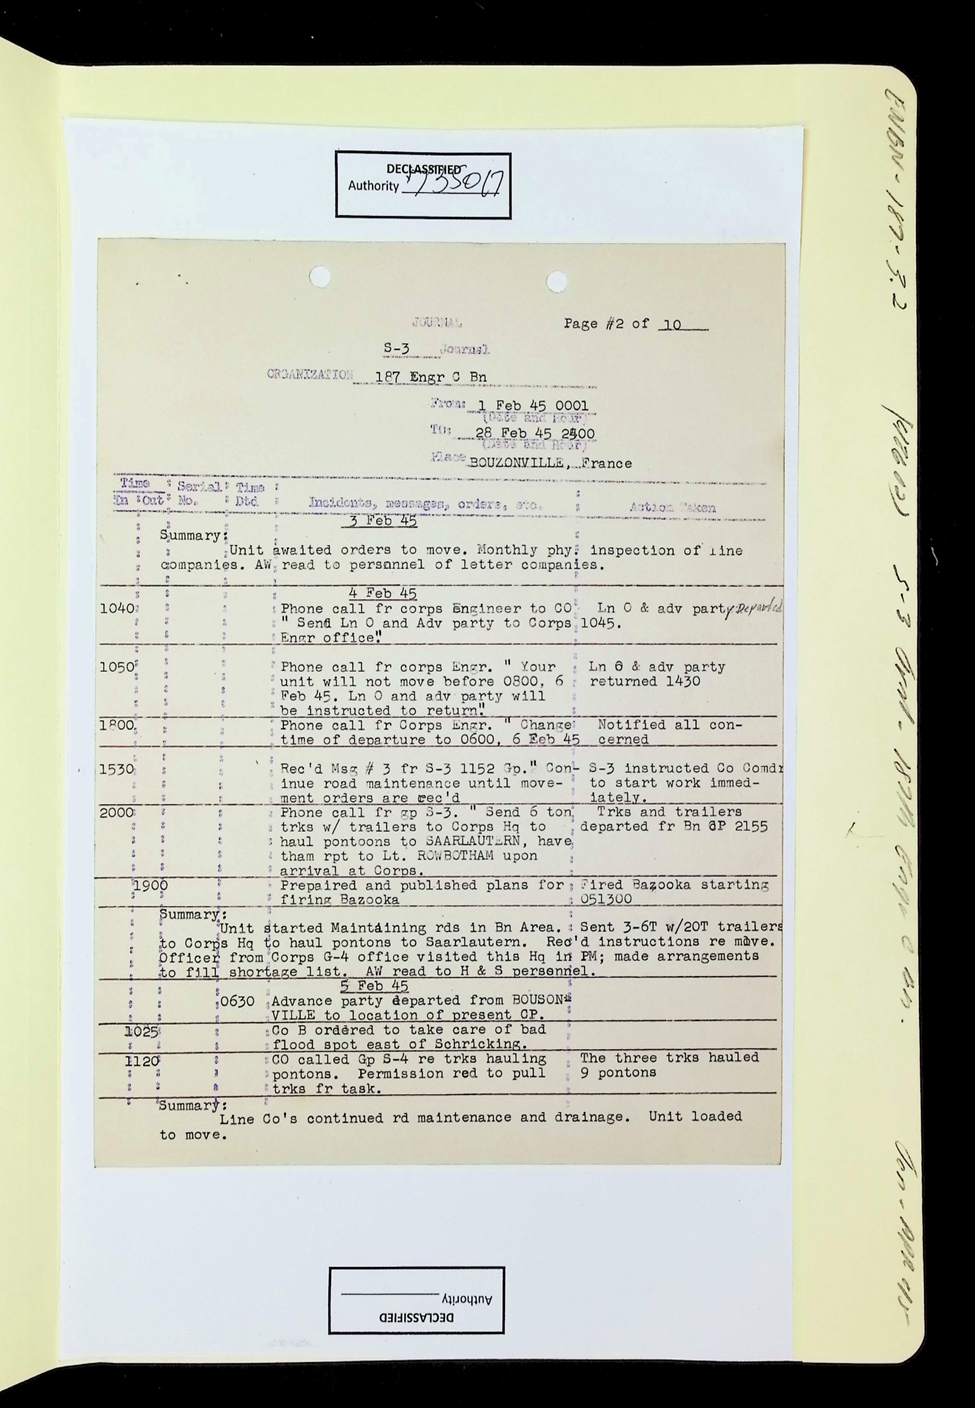 DECLASSIFIED
Authority 735017
JOURNAL
Page #2 of 10
S-3 Journal
ORGANIZATION 187 Engr C Bn
From: 1 Feb 45 0001
(Date and Hour)
To: 28 Feb 45 2400
(Date and Hour)
Place BOUZONVILLE, France
Time Serial Time
In Out No. Dtd Incidents, messages, orders, etc. Action Taken
3 Feb 45
Summary:
Unit awaited orders to move. Monthly phy. inspection of line
companies. AW read to personnel of letter companies.
4 Feb 45
1040 Phone call fr corps Engineer to CO Ln O & adv party Departed
" Send Ln O and Adv party to Corps 1045.
Engr office"
1050 Phone call fr corps Engr. " Your Ln O & adv party
unit will not move before 0800, 6 returned 1430
Feb 45. Ln O and adv party will
be instructed to return"
1800 Phone call fr Corps Engr. " Change Notified all con-
time of departure to 0600, 6 Feb 45 cerned
1530 Rec'd Msg # 3 fr S-3 1152 Gp." Con- S-3 instructed Co Comdr
inue road maintenance until move- to start work immed-
ment orders are rec'd iately.
2000 Phone call fr gp S-3. " Send 6 ton Trks and trailers
trks w/ trailers to Corps Hq to departed fr Bn CP 2155
haul pontoons to SAARLAUTERN, have
tham rpt to Lt. ROWBOTHAM upon
arrival at Corps.
1900 Prepaired and published plans for Fired Bazooka starting
firing Bazooka 051300
Summary:
Unit started Maintaining rds in Bn Area. Sent 3-6T w/20T trailers
to Corps Hq to haul pontons to Saarlautern. Rec'd instructions re move.
Officer from Corps G-4 office visited this Hq in PM; made arrangements
to fill shortage list. AW read to H & S personnel.
5 Feb 45
0630 Advance party departed from BOUSON-
VILLE to location of present CP.
1025 Co B ordered to take care of bad
flood spot east of Schricking.
1120 CO called Gp S-4 re trks hauling The three trks hauled
pontons. Permission red to pull 9 pontons
trks fr task.
Summary:
Line Co's continued rd maintenance and drainage. Unit loaded
to move.
DECLASSIFIED
Authority
ENBN-187-3.2
S-3 Jrnl- 187th Engr C Bn.
Jan-Apr 45